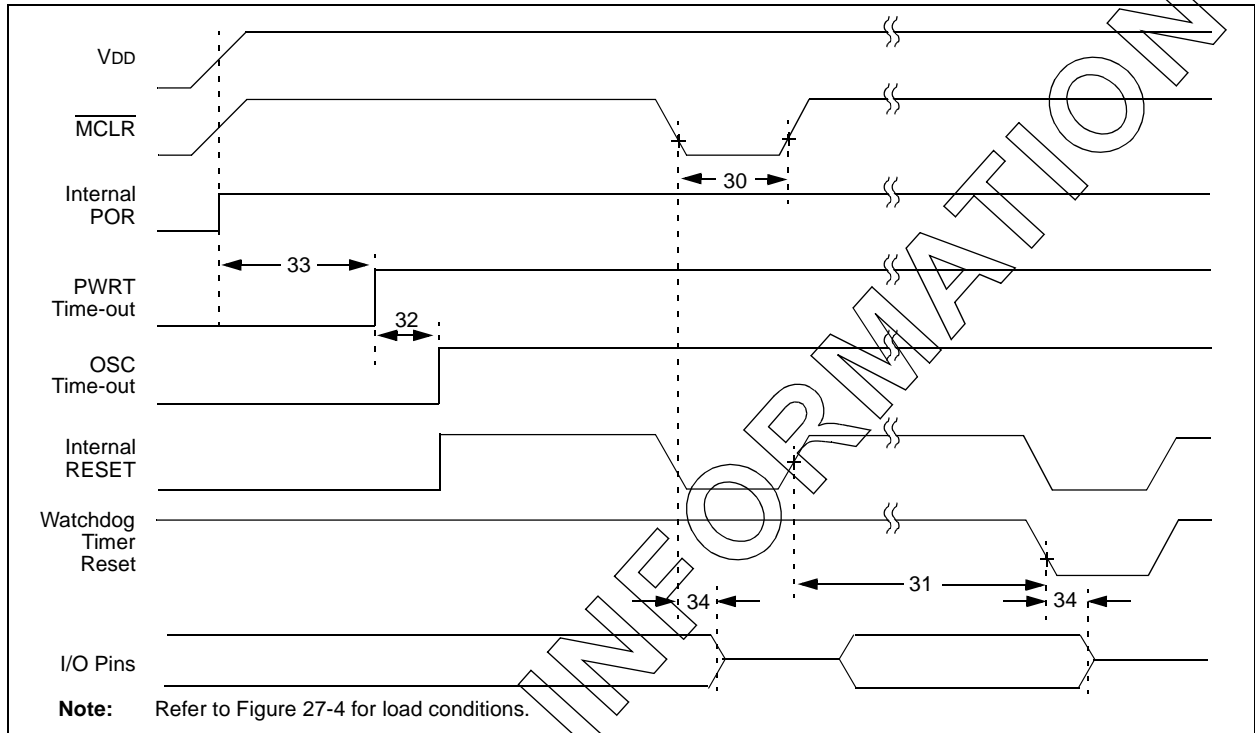 VDD
MCLR
30
Internal
POR
33
PWRT
Time-out
32
OSC
Time-out
Internal
RESET
Watchdog
Timer
Reset
31
34
34
I/O Pins
Note: Refer to Figure 27-4 for load conditions.
INFORMATION